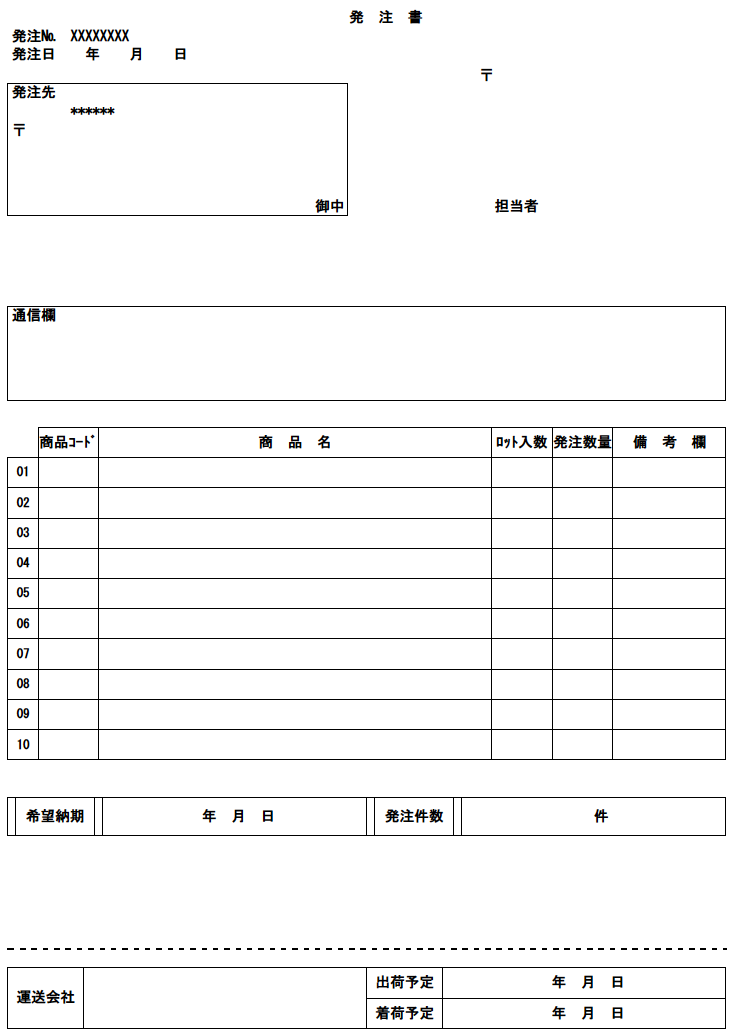 発　注　書
発注№　XXXXXXXX
発注日　　年　　月　　日
〒
発注先
******
〒
御中
担当者
通信欄
商品ｺｰﾄﾞ　商　品　名　ﾛｯﾄ入数　発注数量　備　考　欄
01
02
03
04
05
06
07
08
09
10
希望納期　年　月　日　発注件数　件
運送会社
出荷予定　年　月　日
着荷予定　年　月　日